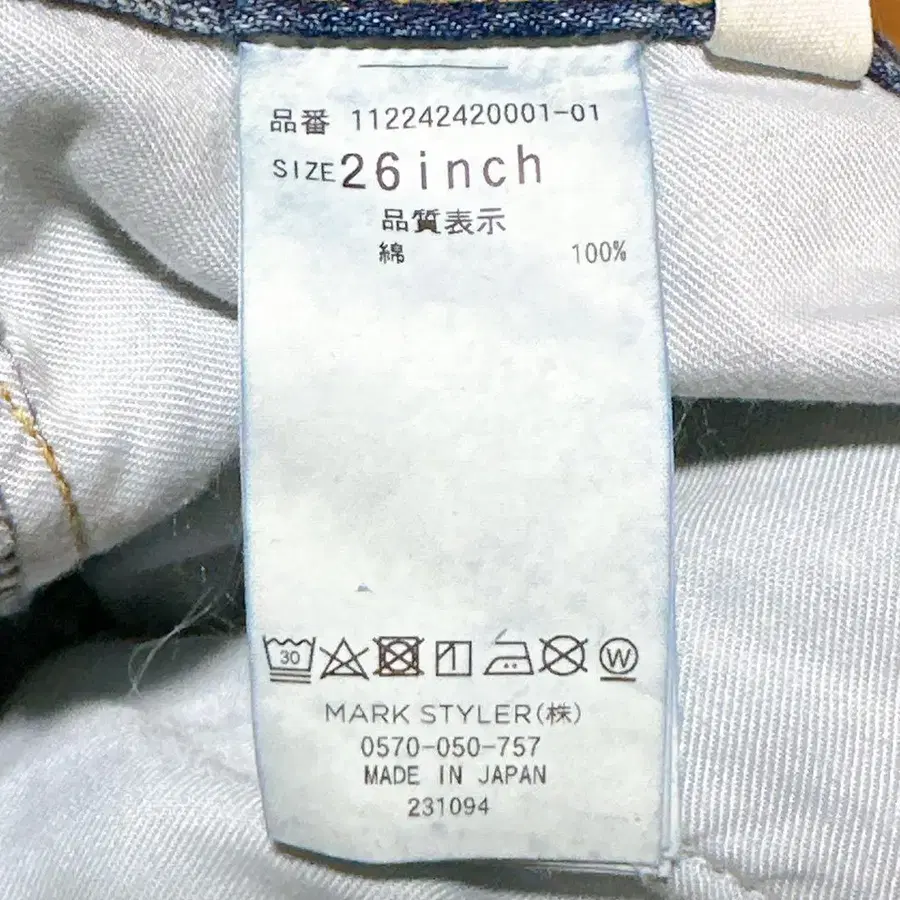 品番 112242420001-01
SIZE 26inch
品質表示
綿 100%
30
W
MARK STYLER(株)
0570-050-757
MADE IN JAPAN
231094